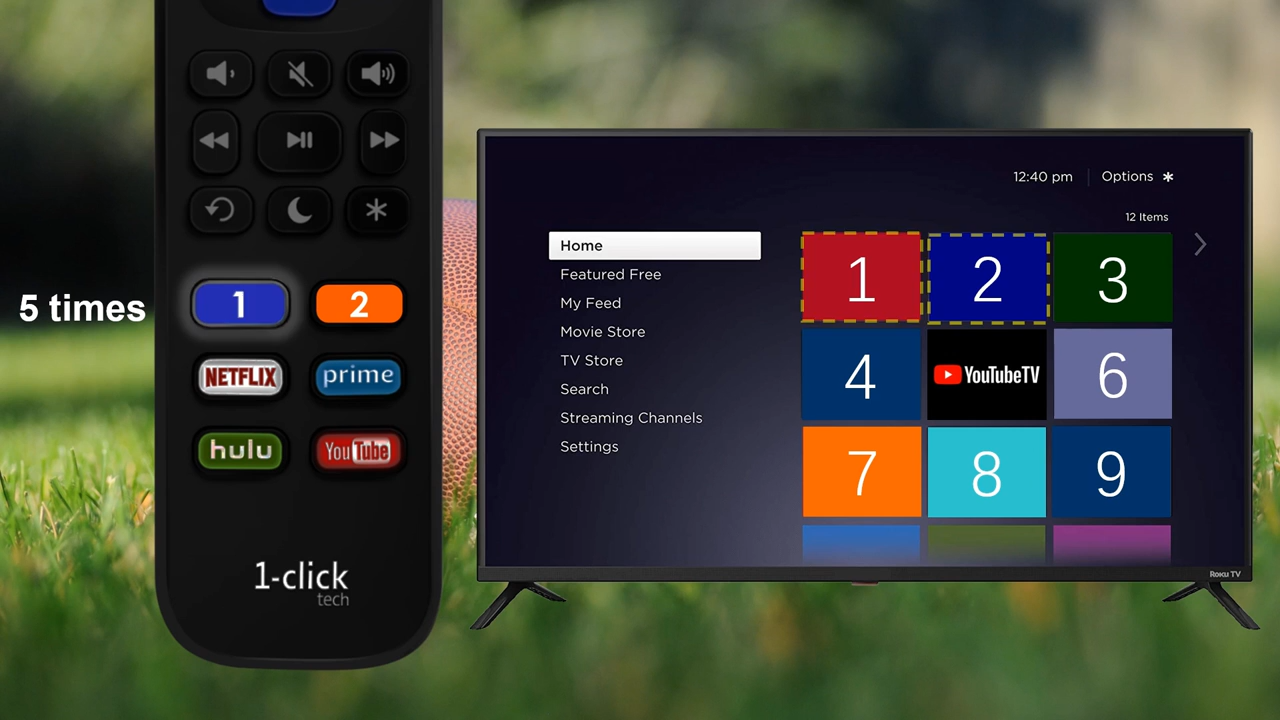 5 times
1
2
NETFLIX
prime
hulu
YouTube
1-click
tech
12:40 pm
Options *
12 Items
Home
Featured Free
My Feed
Movie Store
TV Store
Search
Streaming Channels
Settings
1
2
3
4
YouTubeTV
6
7
8
9
Roku TV